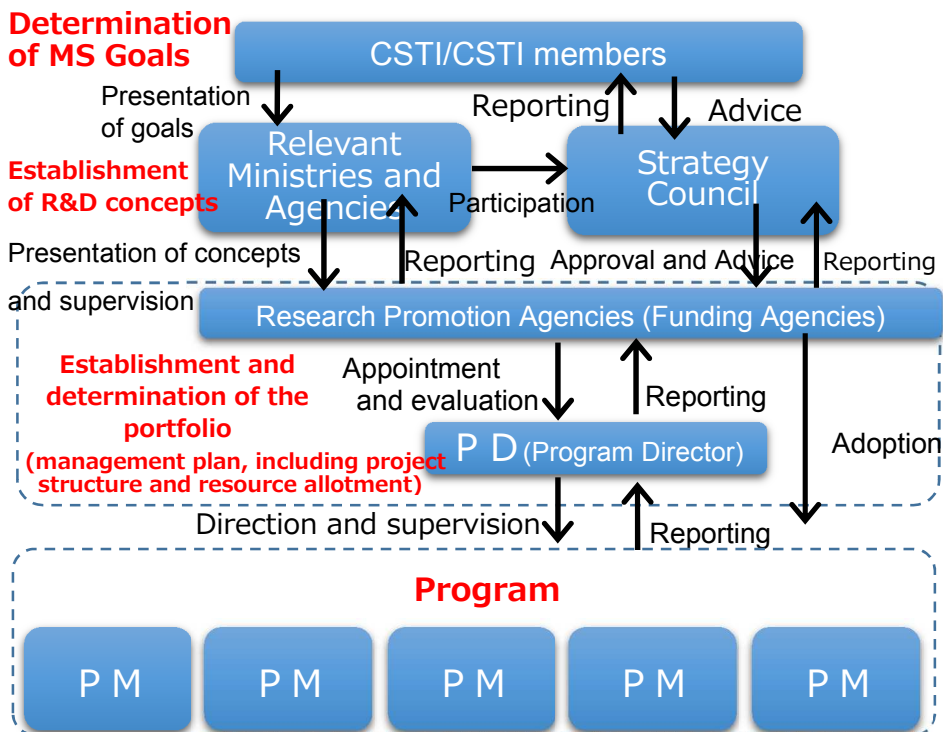 Determination
of MS Goals
CSTI/CSTI members
Presentation
of goals
Reporting
Advice
Relevant
Ministries and
Agencies
Strategy
Council
Establishment
of R&D concepts
Participation
Presentation of concepts
and supervision
Reporting
Approval and Advice
Reporting
Research Promotion Agencies (Funding Agencies)
Establishment and
determination of the
portfolio
(management plan, including project
structure and resource allotment)
Appointment
and evaluation
Reporting
P D (Program Director)
Adoption
Direction and supervision
Reporting
Program
P M
P M
P M
P M
P M